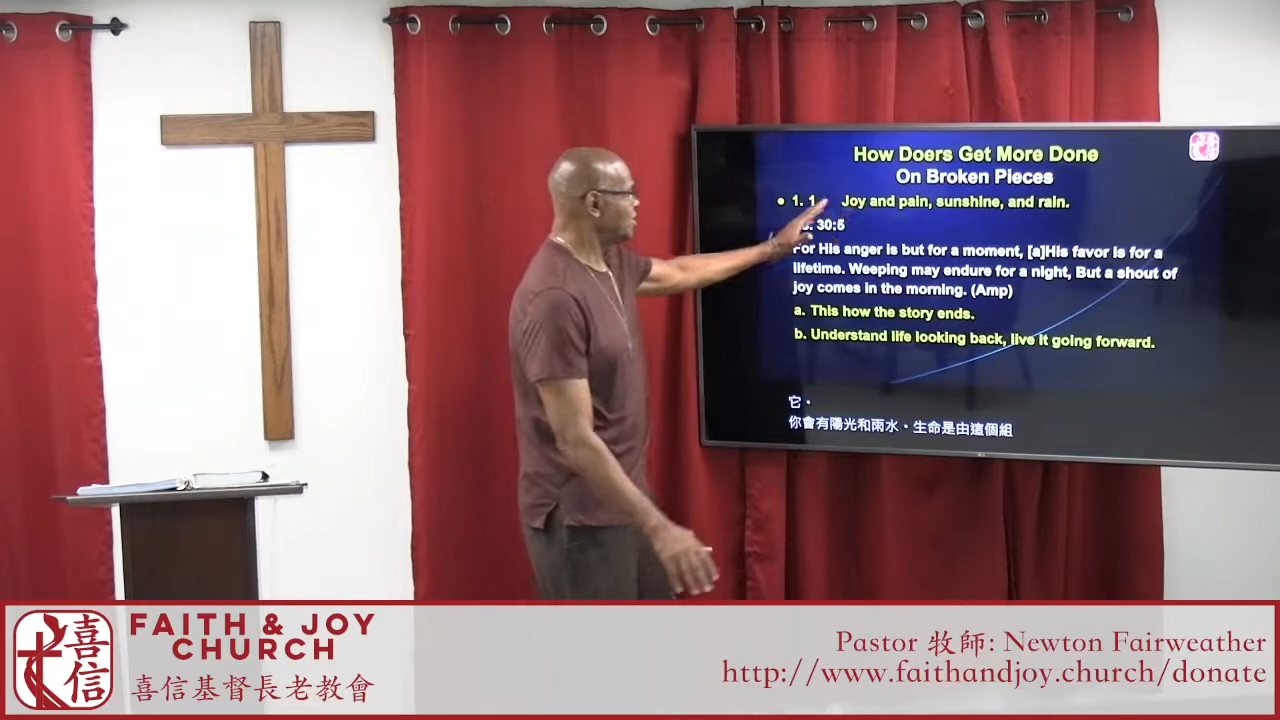 How Doers Get More Done
On Broken Pieces
• 1. 1. Joy and pain, sunshine, and rain.
30:5
For His anger is but for a moment, [a]His favor is for a
lifetime. Weeping may endure for a night, But a shout of
joy comes in the morning. (Amp)
a. This how the story ends.
b. Understand life looking back, live it going forward.
它。
你會有陽光和雨水。生命是由這個組
喜信
FAITH & JOY
CHURCH
喜信基督長老教會
Pastor 牧師: Newton Fairweather
http://www.faithandjoy.church/donate